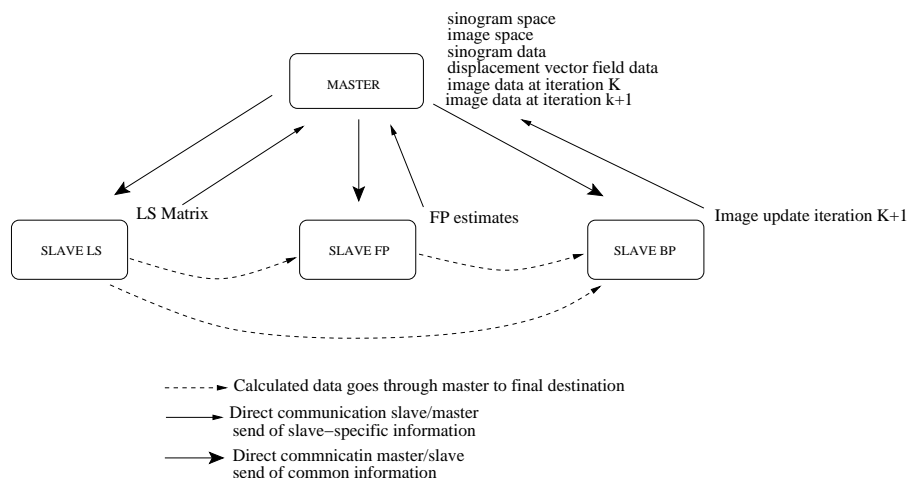 sinogram space
image space
sinogram data
displacement vector field data
image data at iteration K
image data at iteration k+1
MASTER
LS Matrix
FP estimates
Image update iteration K+1
SLAVE LS
SLAVE FP
SLAVE BP
Calculated data goes through master to final destination
Direct communication slave/master
send of slave−specific information
Direct commnicatin master/slave
send of common information